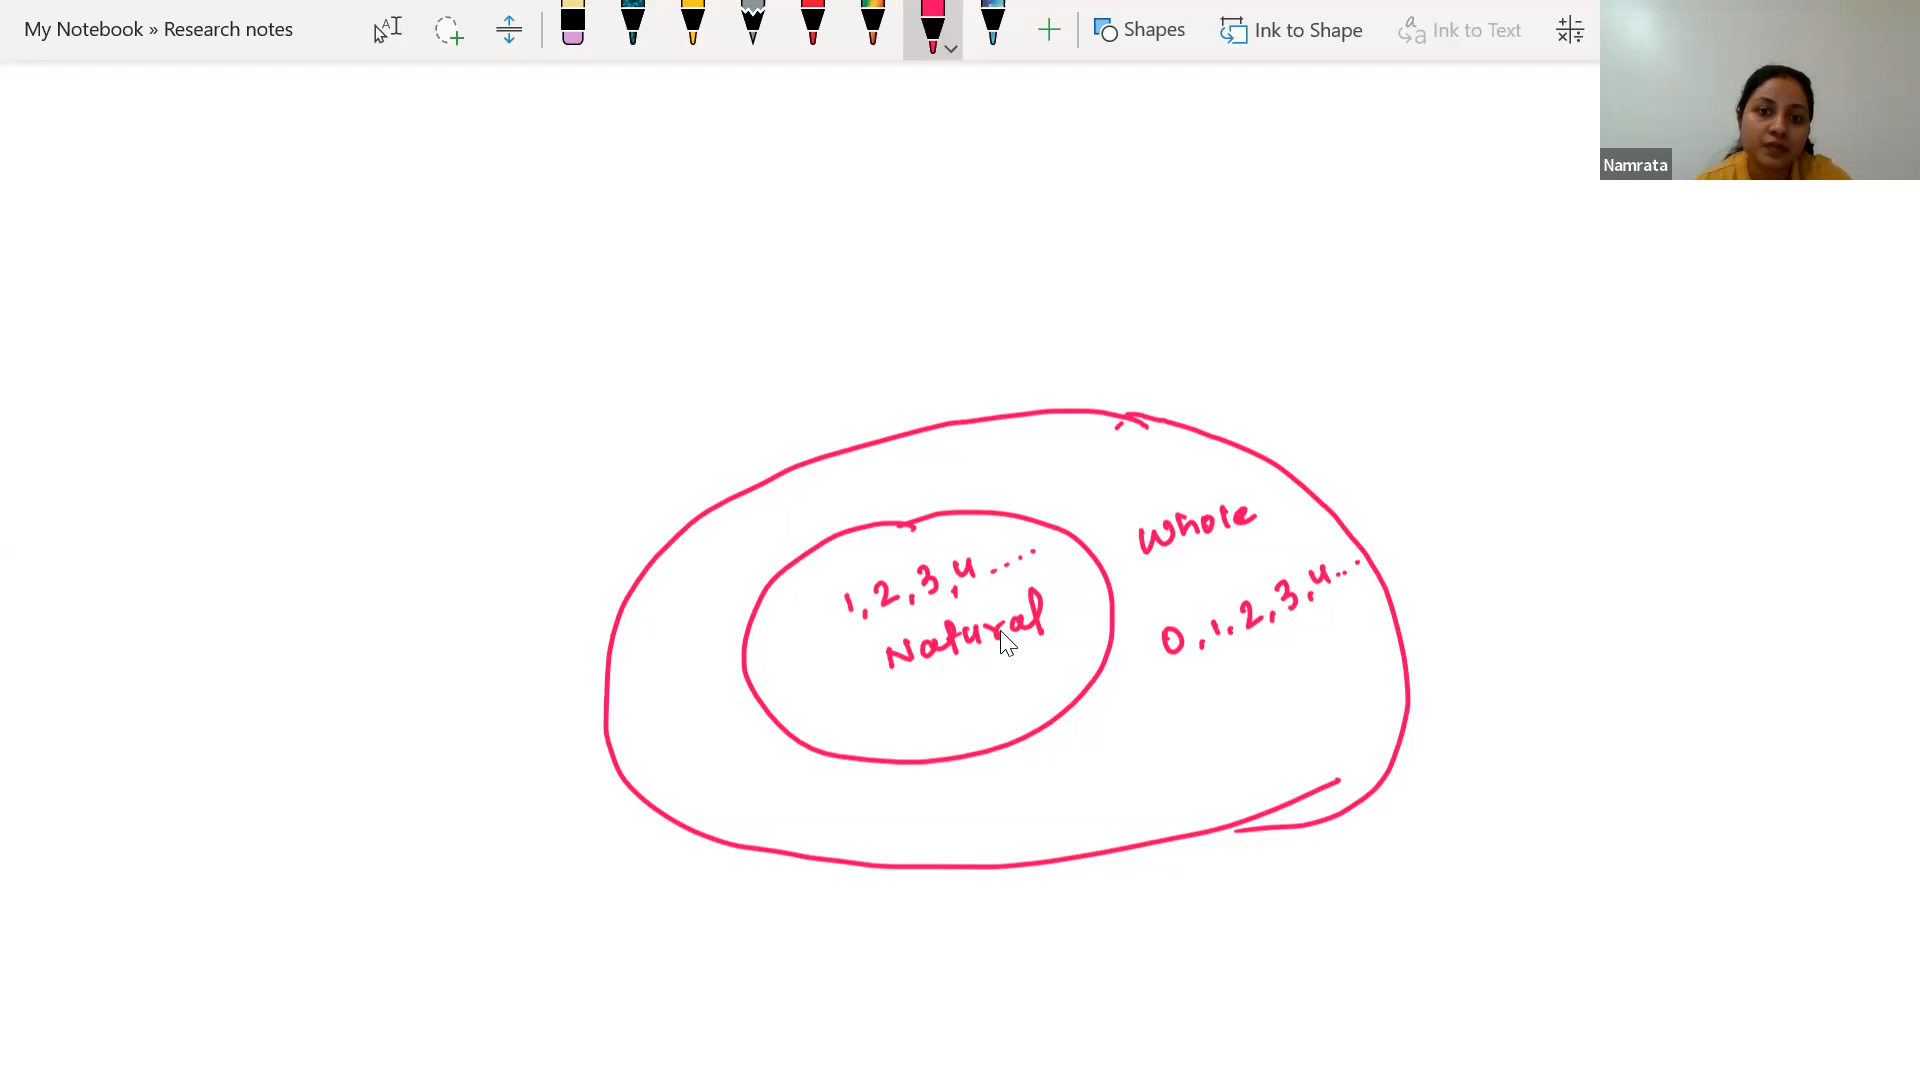 My Notebook » Research notes
Shapes
Ink to Shape
Ink to Text
Namrata
Whole
1, 2, 3, 4 ....
Natural
0, 1, 2, 3, 4 ...